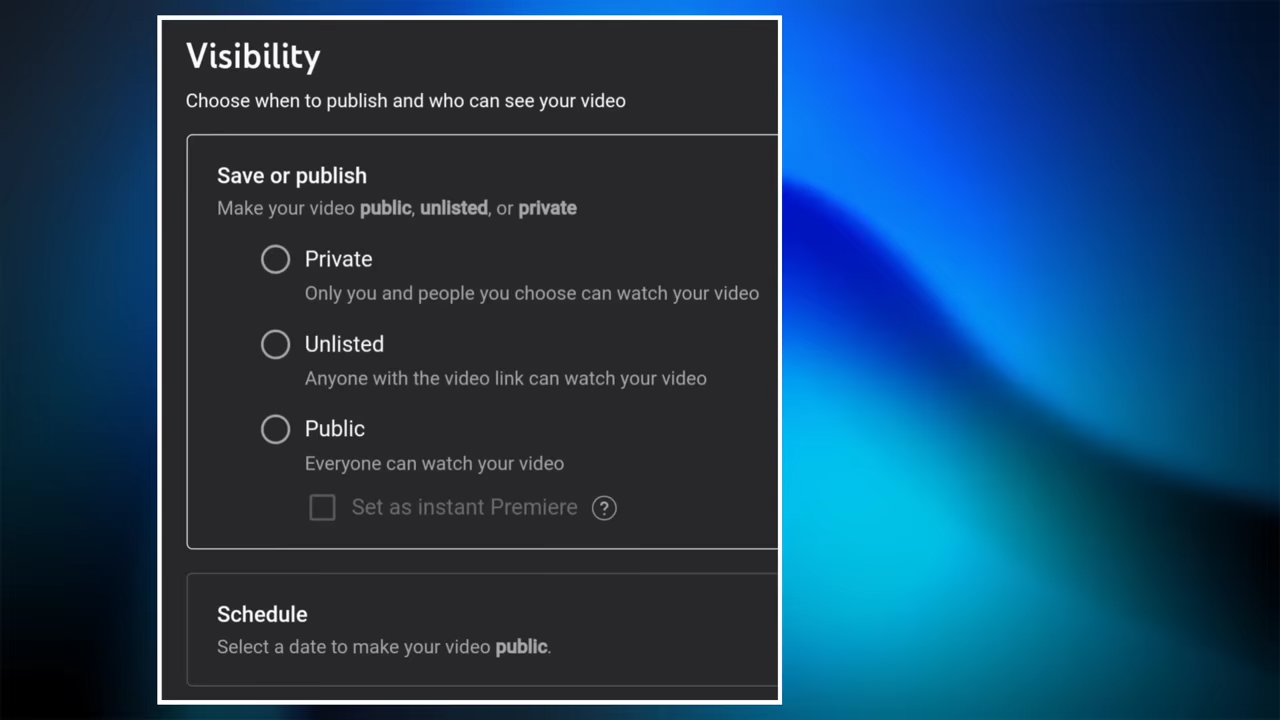 Visibility
Choose when to publish and who can see your video
Save or publish
Make your video public, unlisted, or private
Private
Only you and people you choose can watch your video
Unlisted
Anyone with the video link can watch your video
Public
Everyone can watch your video
Set as instant Premiere ?
Schedule
Select a date to make your video public.